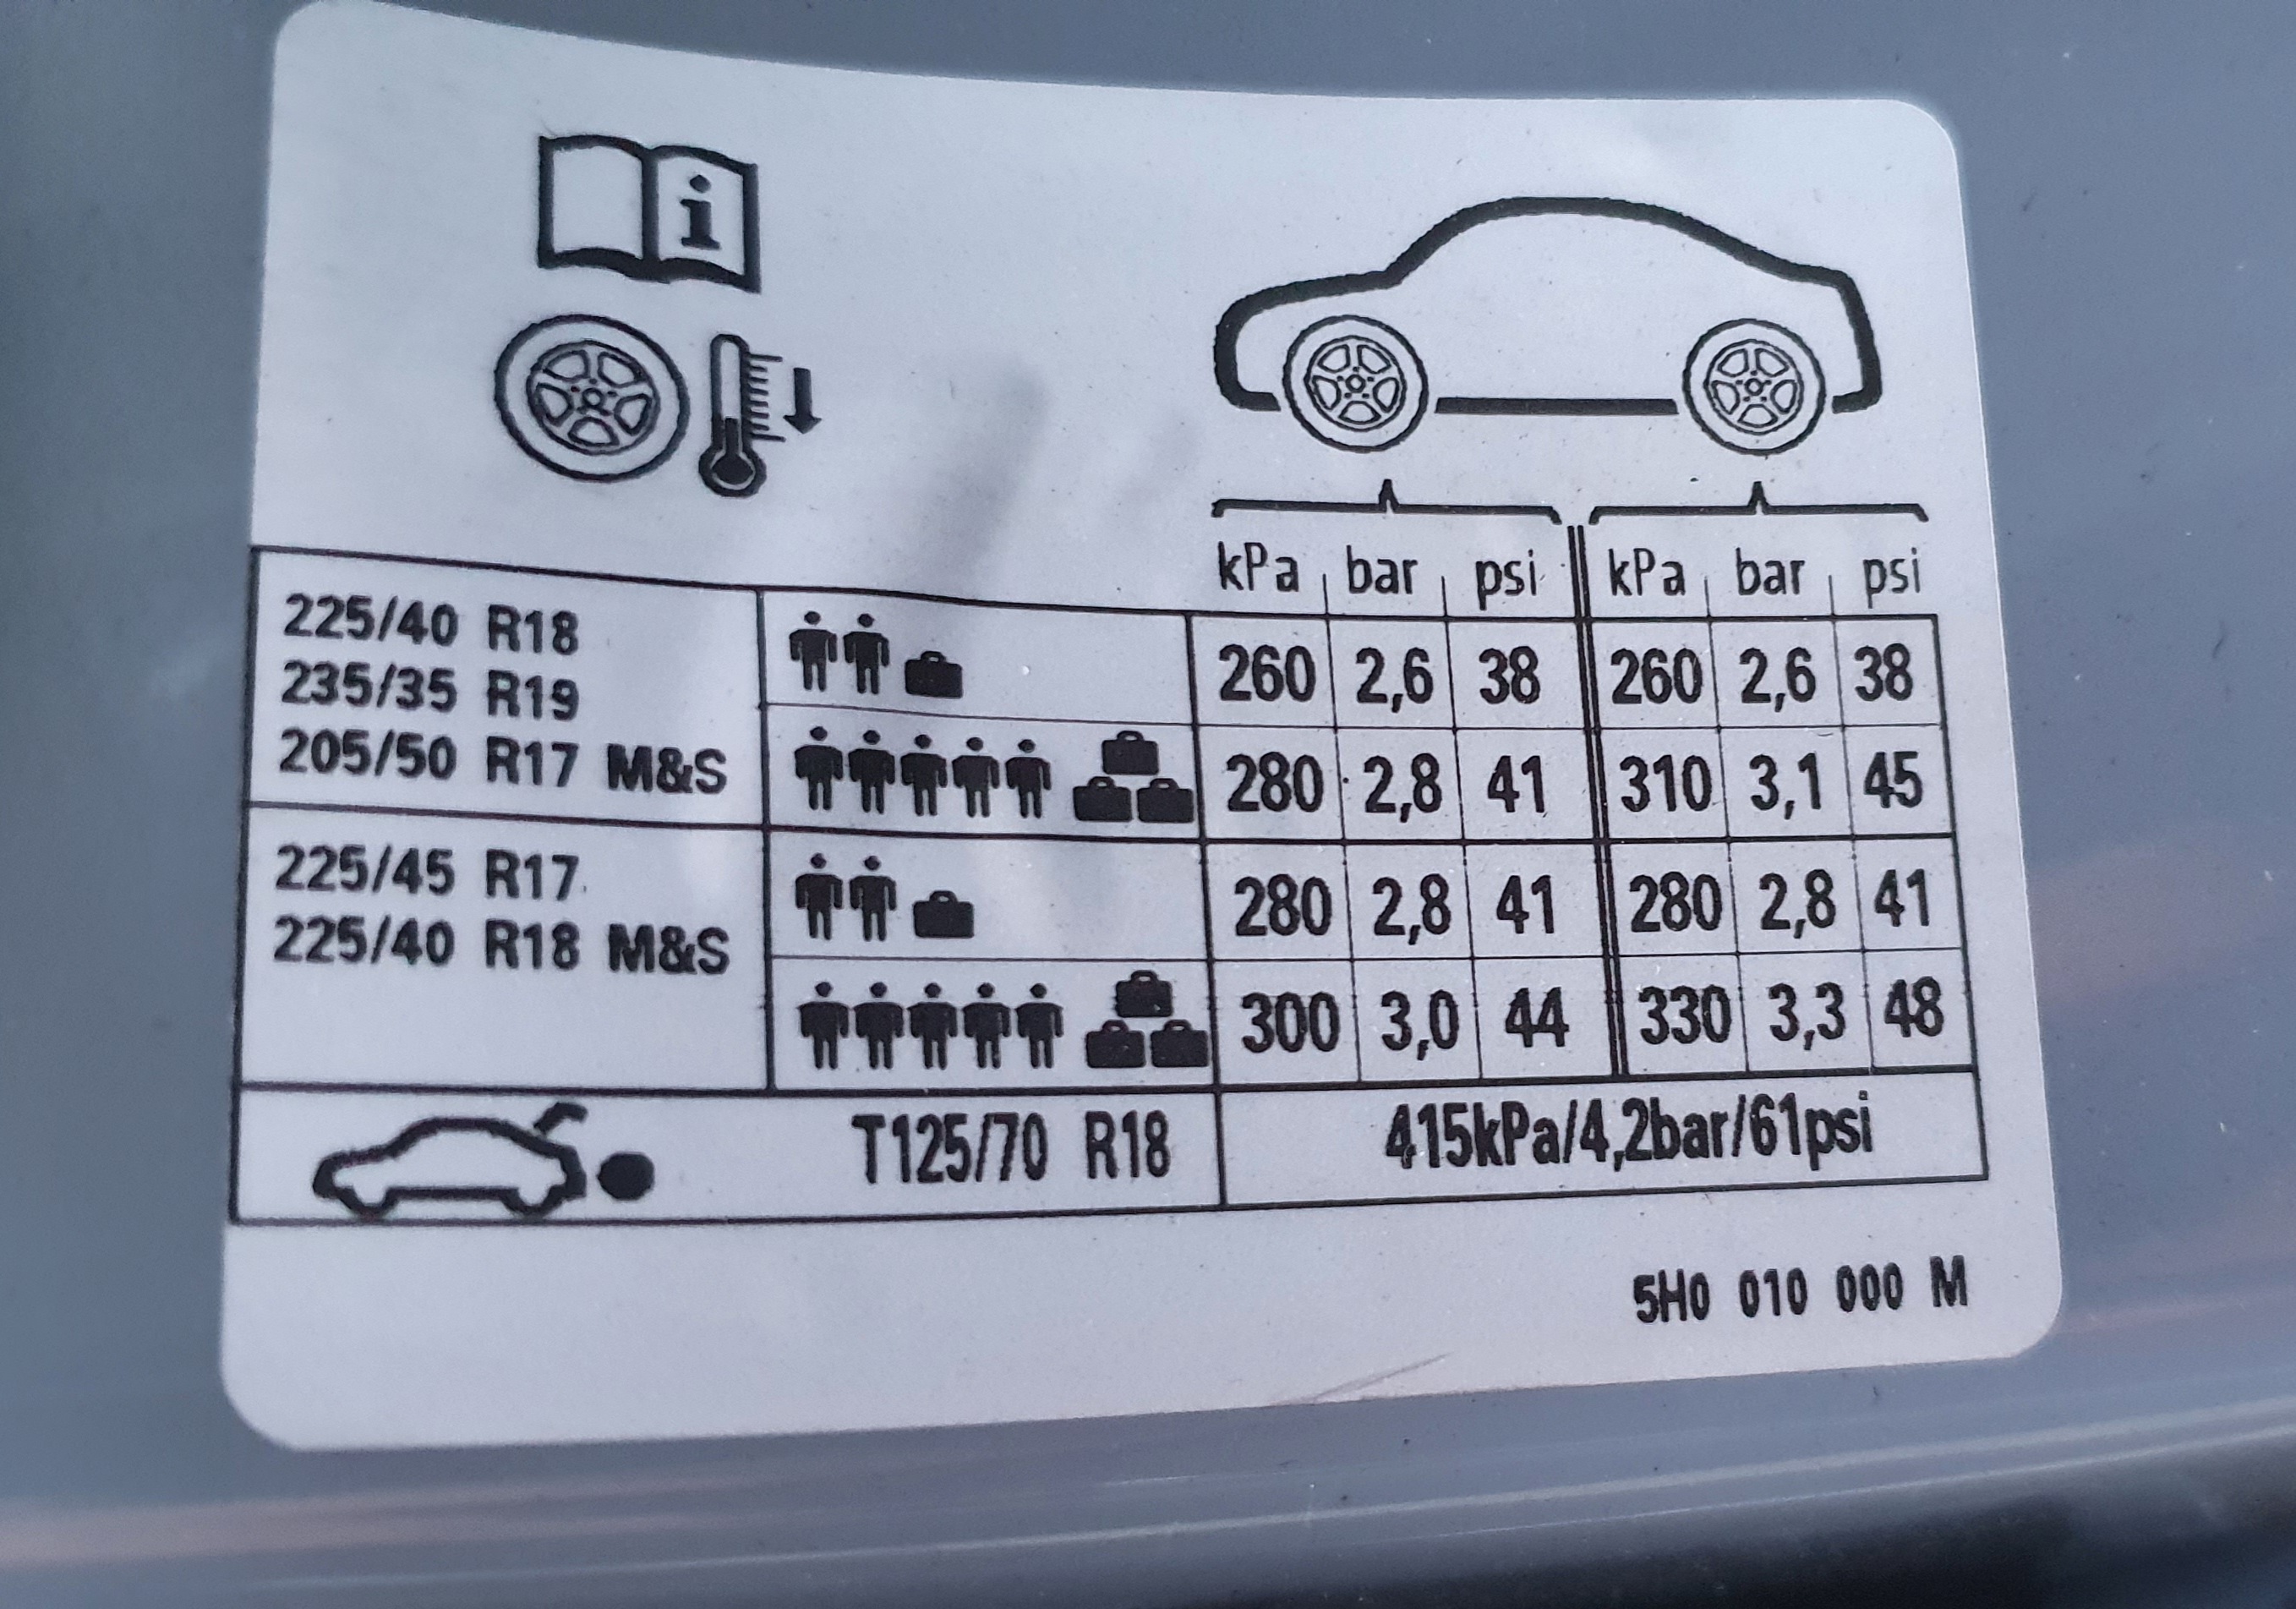 i
kPa bar psi kPa bar psi
225/40 R18
235/35 R19
205/50 R17 M&S
260 2,6 38 260 2,6 38
280 2,8 41 310 3,1 45
225/45 R17
225/40 R18 M&S
280 2,8 41 280 2,8 41
300 3,0 44 330 3,3 48
T125/70 R18 415kPa/4,2bar/61psi
5H0 010 000 M